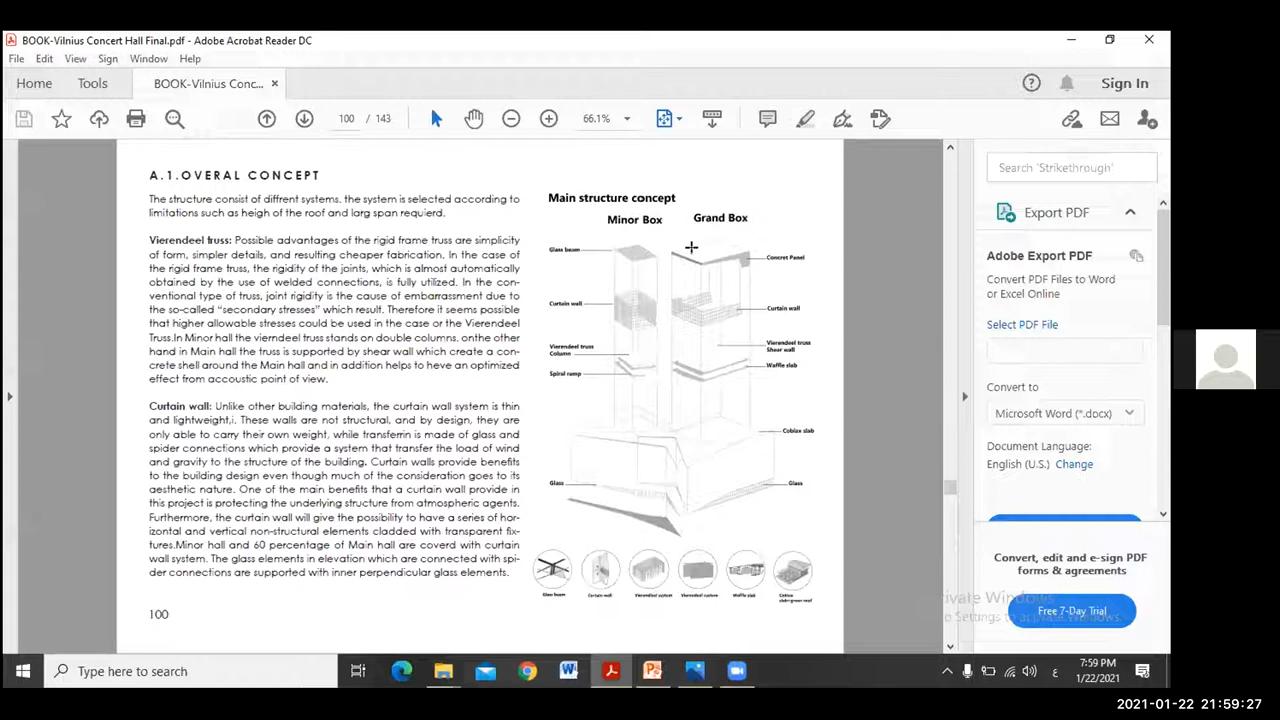 BOOK-Vilnius Concert Hall Final.pdf - Adobe Acrobat Reader DC
File Edit View Sign Window Help
Home Tools BOOK-Vilnius Conc... ×
Sign In
100 / 143
66.1%
A.1.OVERAL CONCEPT
The structure consist of diffrent systems. the system is selected according to
limitations such as heigh of the roof and larg span requierd.
Vierendeel truss: Possible advantages of the rigid frame truss are simplicity
of form, simpler details, and resulting cheaper fabrication. In the case of
the rigid frame truss, the rigidity of the joints, which is almost automatically
obtained by the use of welded connections, is fully utilized. In the con-
ventional type of truss, joint rigidity is the cause of embarrassment due to
the so-called “secondary stresses” which result. Therefore it seems possible
that higher allowable stresses could be used in the case or the Vierendeel
Truss.In Minor hall the vierndeel truss stands on double columns. onthe other
hand in Main hall the truss is supported by shear wall which create a con-
crete shell around the Main hall and in addition helps to heve an optimized
effect from accoustic point of view.
Curtain wall: Unlike other building materials, the curtain wall system is thin
and lightweight,i. These walls are not structural, and by design, they are
only able to carry their own weight, while transferrin is made of glass and
spider connections which provide a system that transfer the load of wind
and gravity to the structure of the building. Curtain walls provide benefits
to the building design even though much of the consideration goes to its
aesthetic nature. One of the main benefits that a curtain wall provide in
this project is protecting the underlying structure from atmospheric agents.
Furthermore, the curtain wall will give the possibility to have a series of hor-
izontal and vertical non-structural elements cladded with transparent fix-
tures.Minor hall and 60 percentage of Main hall are coverd with curtain
wall system. The glass elements in elevation which are connected with spi-
der connections are supported with inner perpendicular glass elements.
100
Main structure concept
Minor Box Grand Box
Glass beam
Concret Panel
Curtain wall
Curtain wall
Vierendeel truss
Column
Vierendeel truss
Shear wall
Spiral ramp
Waffle slab
Cobiax slab
Glass
Glass
Glass beam
Curtain wall
Vierendeel system
Waffle slab
Search 'Strikethrough'
Export PDF
Adobe Export PDF
Convert PDF Files to Word
or Excel Online
Select PDF File
Convert to
Microsoft Word (*.docx)
Document Language:
English (U.S.) Change
Convert, edit and e-sign PDF
forms & agreements
Free 7-Day Trial
Type here to search
ع
7:59 PM
1/22/2021
2021-01-22 21:59:27